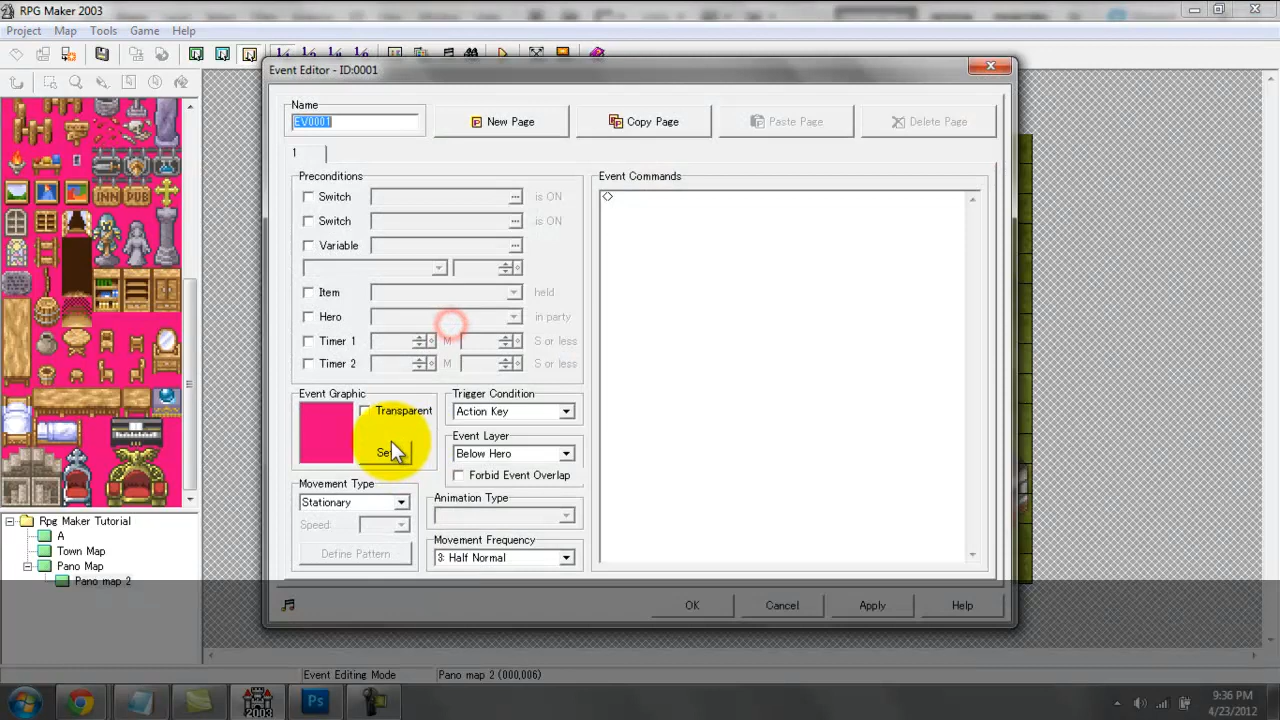 RPG Maker 2003
Project Map Tools Game Help
Event Editor - ID:0001
Name
EV0001
New Page
Copy Page
Paste Page
Delete Page
1
Preconditions
Event Commands
Switch ... is ON
<>
Switch ... is ON
Variable ...
Item held
Hero in party
Timer 1 M S or less
Timer 2 M S or less
Event Graphic
Trigger Condition
Transparent
Action Key
Event Layer
Set
Below Hero
Forbid Event Overlap
Movement Type
Animation Type
Stationary
Speed:
Movement Frequency
Define Pattern
3: Half Normal
OK
Cancel
Apply
Help
INN PUB
Rpg Maker Tutorial
A
Town Map
Pano Map
Pano map 2
Event Editing Mode
Pano map 2 (000,006)
2003
Ps
9:36 PM
4/23/2012